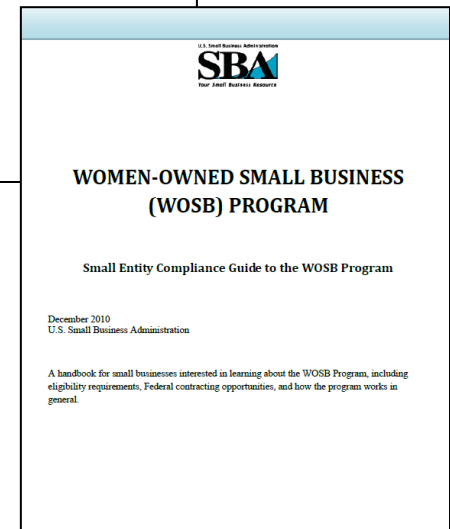 U.S. Small Business Administration
SBA
Your Small Business Resource
WOMEN-OWNED SMALL BUSINESS
(WOSB) PROGRAM
Small Entity Compliance Guide to the WOSB Program
December 2010
U.S. Small Business Administration
A handbook for small businesses interested in learning about the WOSB Program, including
eligibility requirements, Federal contracting opportunities, and how the program works in
general.